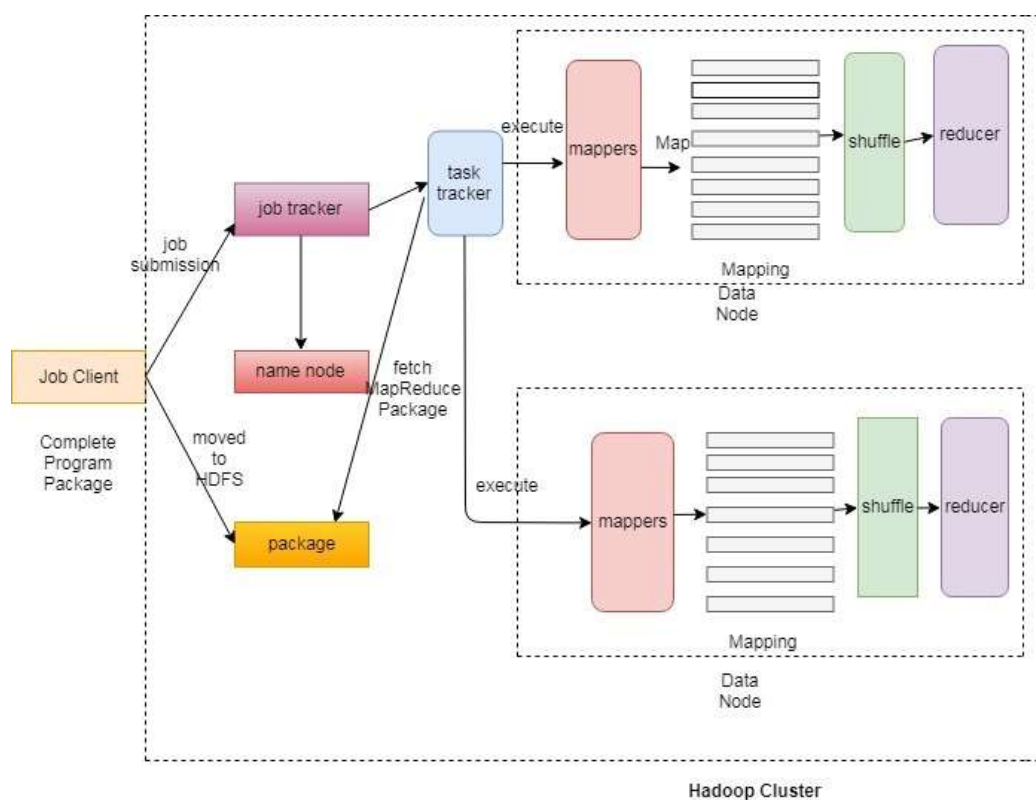 Job Client
Complete
Program
Package
job
submission
moved
to
HDFS
job tracker
name node
package
fetch
MapReduce
Package
task
tracker
execute
mappers
Map
shuffle
reducer
Mapping
Data
Node
execute
mappers
shuffle
reducer
Mapping
Data
Node
Hadoop Cluster